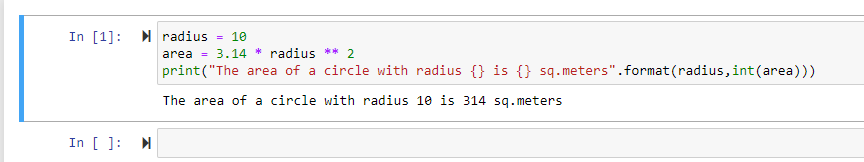 In [1]: radius = 10
area = 3.14 * radius ** 2
print("The area of a circle with radius {} is {} sq.meters".format(radius,int(area)))
The area of a circle with radius 10 is 314 sq.meters
In [ ]: